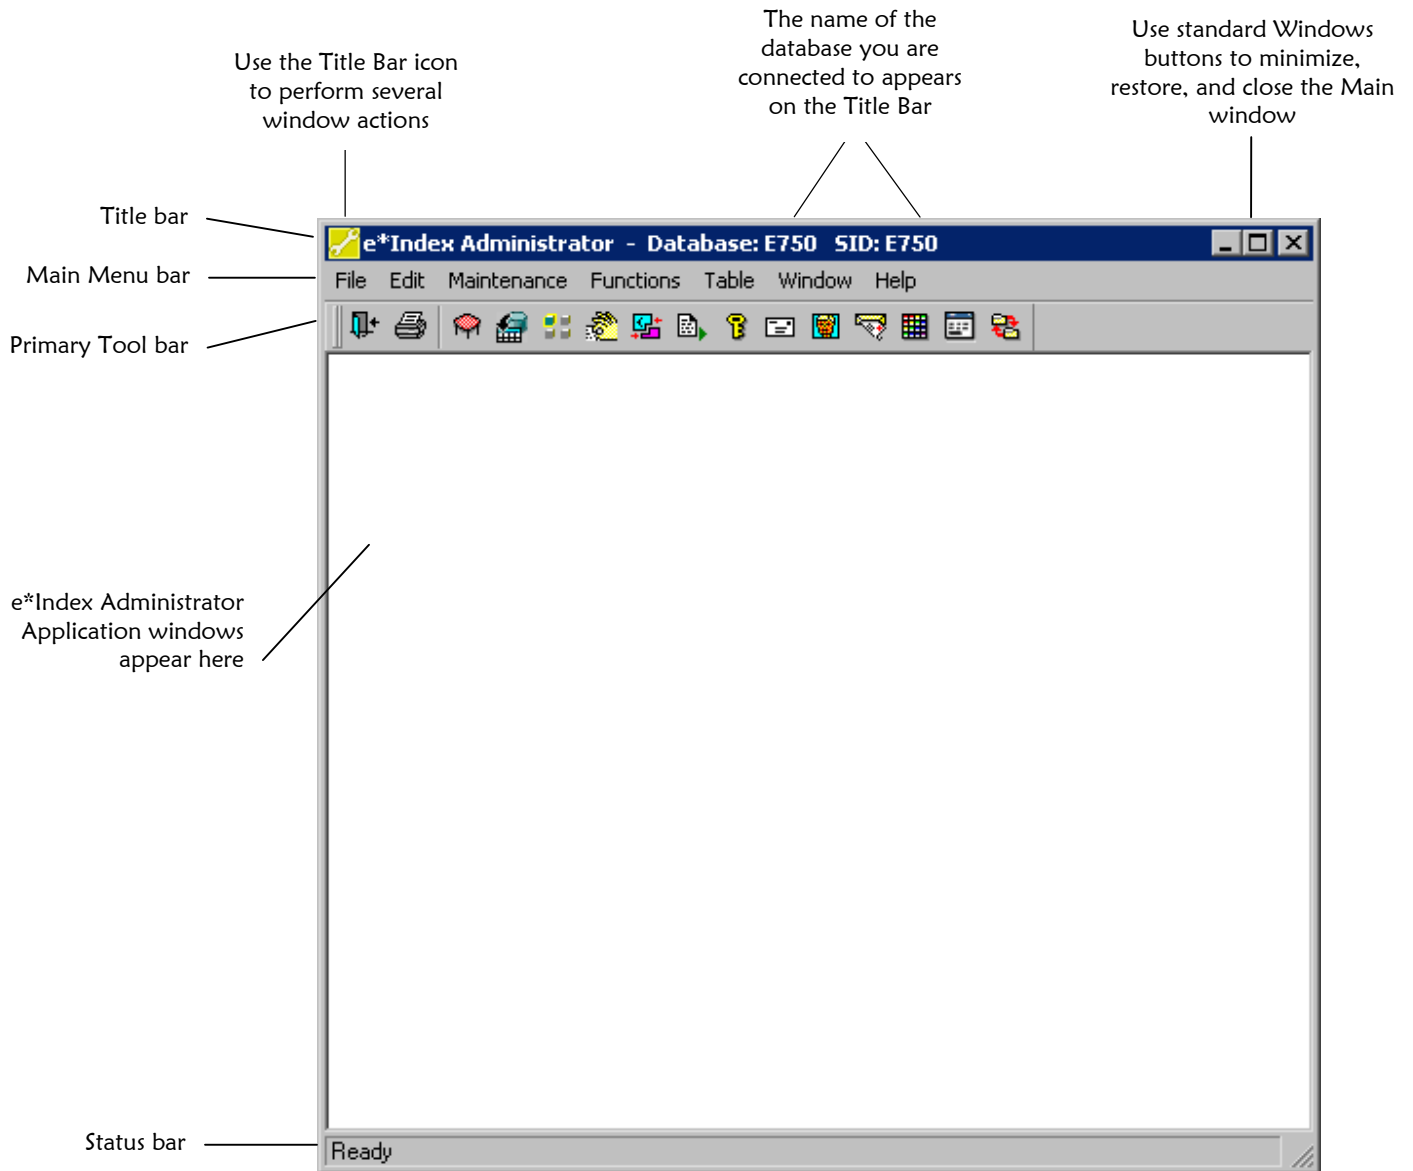 The name of the
database you are
connected to appears
on the Title Bar
Use standard Windows
buttons to minimize,
restore, and close the Main
window
Use the Title Bar icon
to perform several
window actions
Title bar
e*Index Administrator - Database: E750 SID: E750
Main Menu bar
File Edit Maintenance Functions Table Window Help
Primary Tool bar
e*Index Administrator
Application windows
appear here
Status bar
Ready